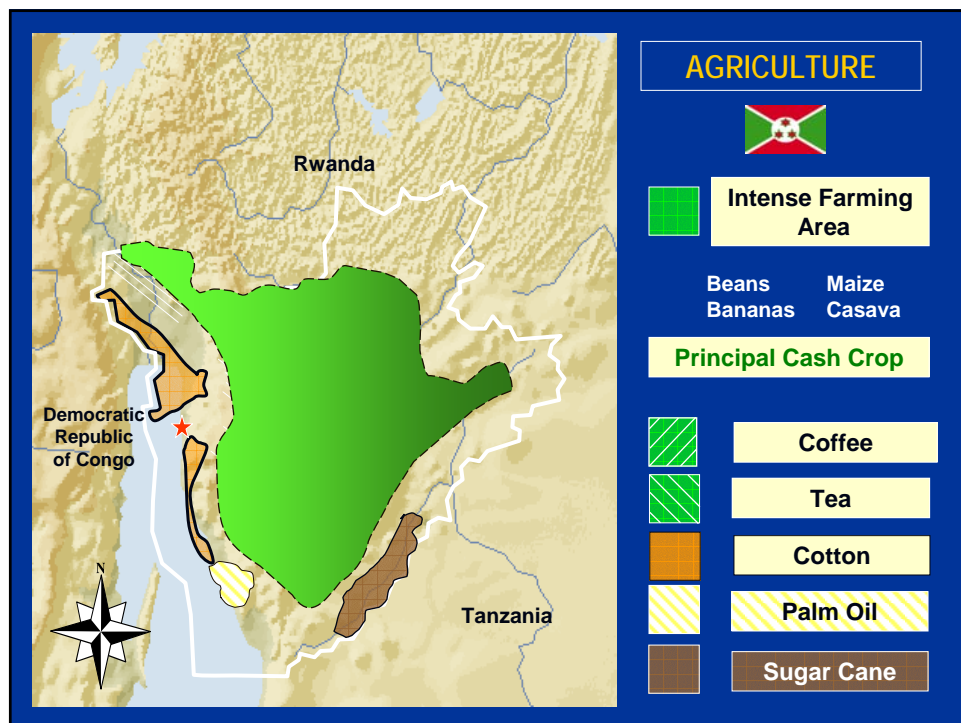 AGRICULTURE
Rwanda
Intense Farming
Area
Beans Maize
Bananas Casava
Principal Cash Crop
Democratic
Republic
of Congo
Coffee
Tea
Cotton
N
Palm Oil
Tanzania
Sugar Cane